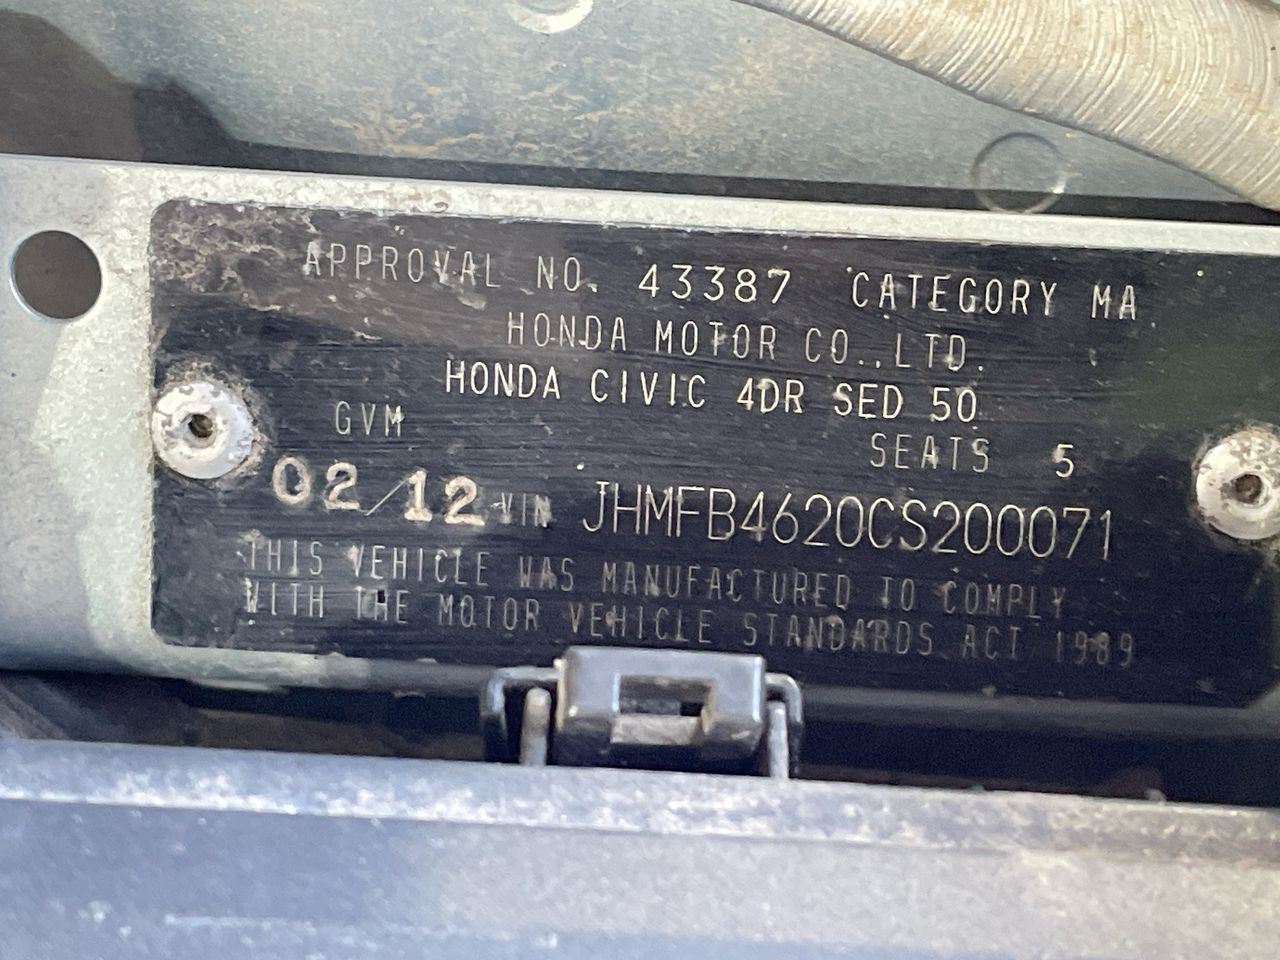 APPROVAL NO. 43387 CATEGORY MA
HONDA MOTOR CO.,LTD.
HONDA CIVIC 4DR SED 50
GVM
SEATS 5
02/12 VIN JHMFB4620CS200071
THIS VEHICLE WAS MANUFACTURED TO COMPLY
WITH THE MOTOR VEHICLE STANDARDS ACT 1989